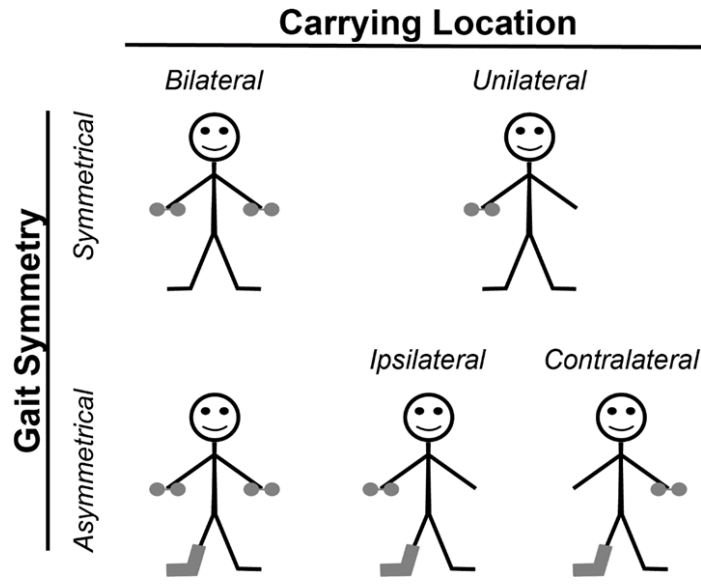 Carrying Location
Bilateral
Unilateral
Gait Symmetry
Symmetrical
Ipsilateral
Contralateral
Asymmetrical